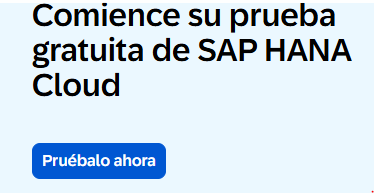 Comience su prueba
gratuita de SAP HANA
Cloud
Pruébalo ahora